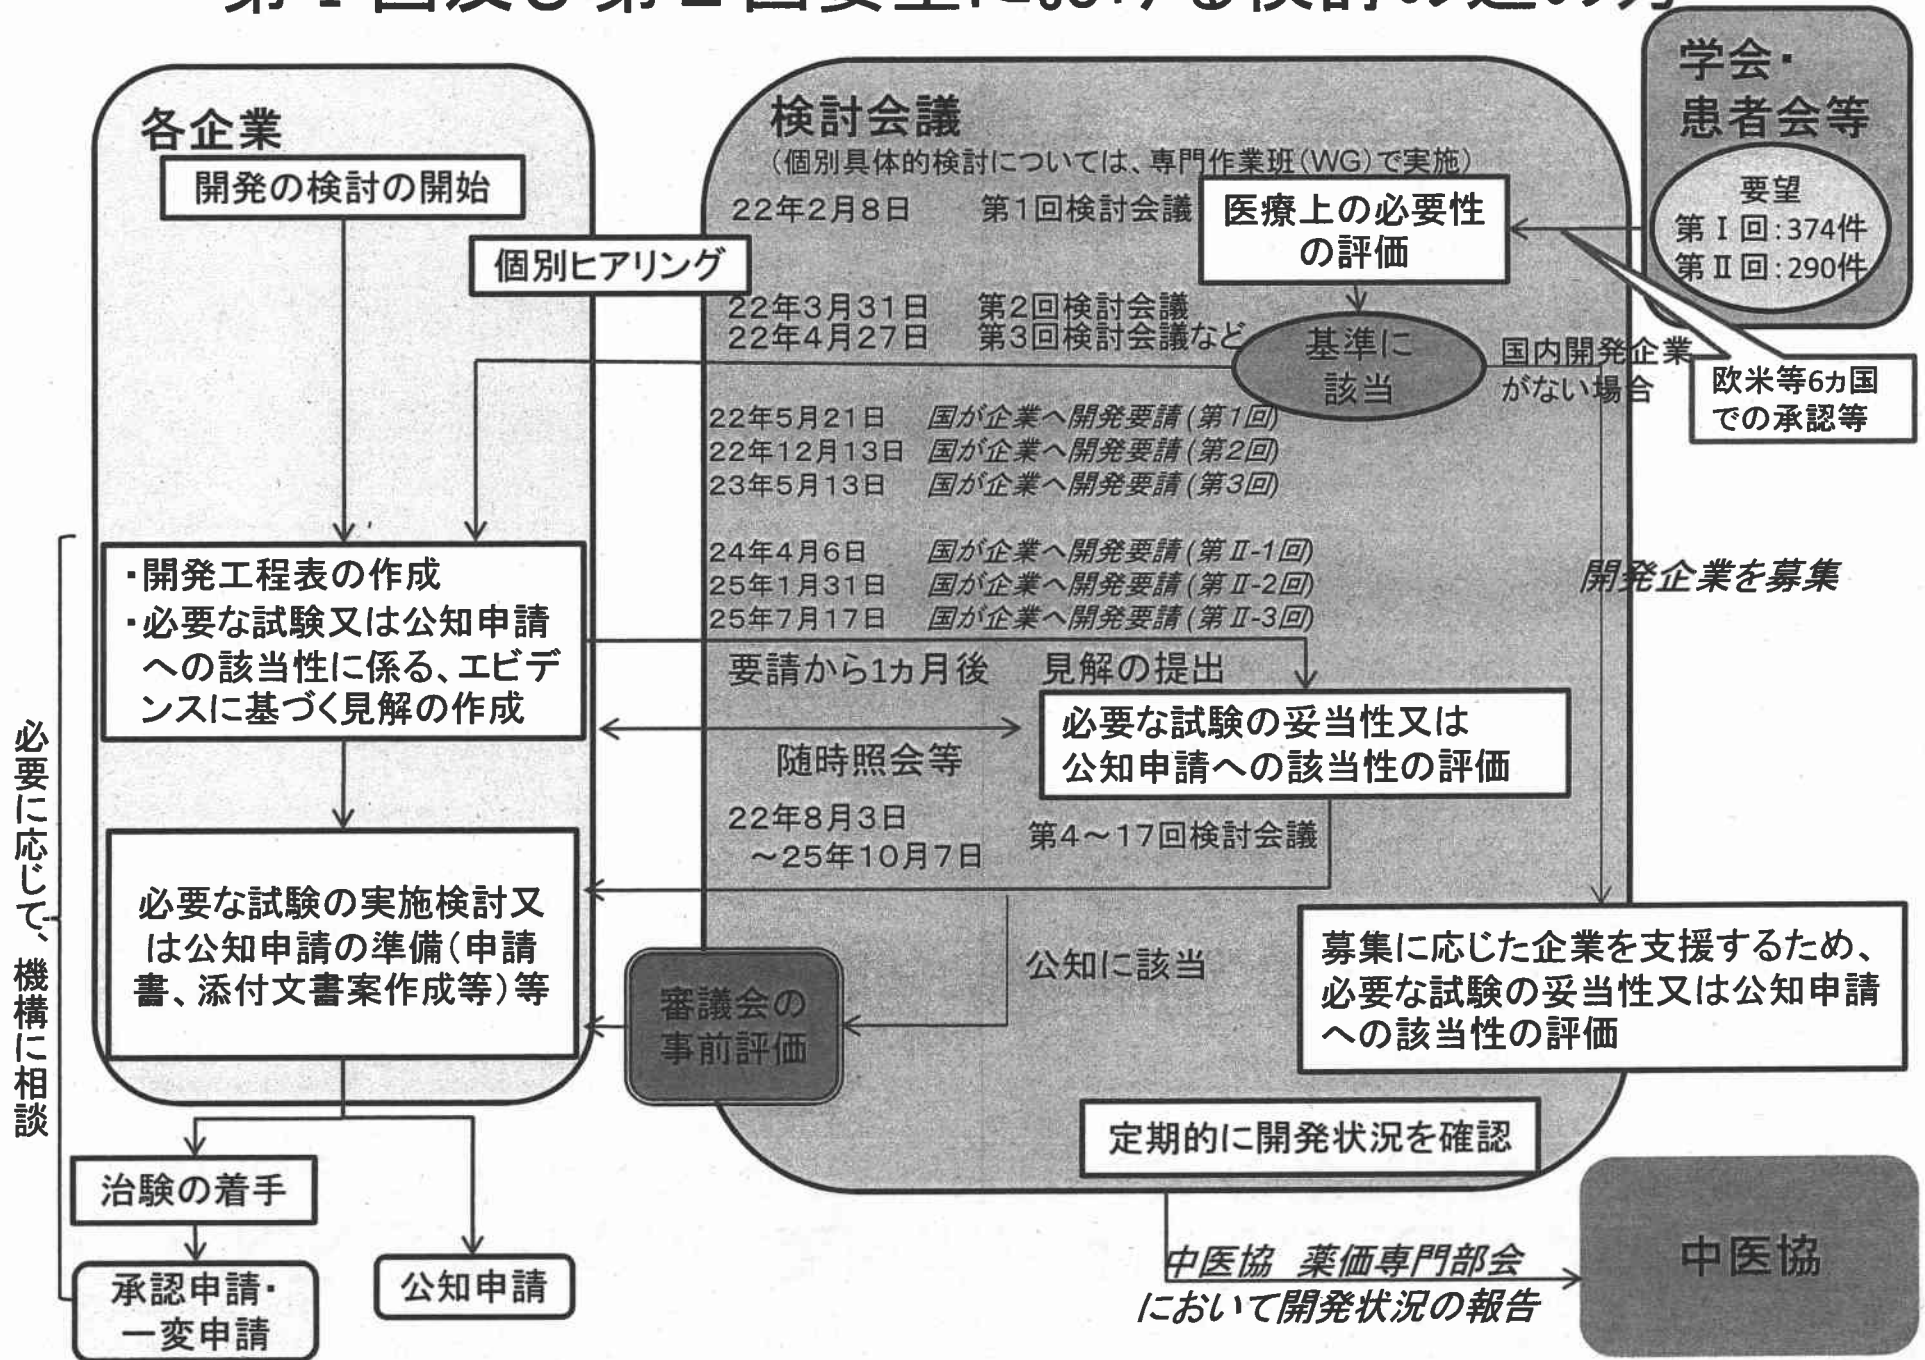 第Ⅰ回及び第Ⅱ回要望における検討の進め方
学会・
患者会等
要望
第Ⅰ回:374件
第Ⅱ回:290件
欧米等6カ国
での承認等
各企業
開発の検討の開始
個別ヒアリング
検討会議
(個別具体的検討については、専門作業班(WG)で実施)
22年2月8日 第1回検討会議
医療上の必要性
の評価
22年3月31日 第2回検討会議
22年4月27日 第3回検討会議など
基準に
該当
国内開発企業
がない場合
22年5月21日 国が企業へ開発要請(第1回)
22年12月13日 国が企業へ開発要請(第2回)
23年5月13日 国が企業へ開発要請(第3回)
24年4月6日 国が企業へ開発要請(第Ⅱ-1回)
25年1月31日 国が企業へ開発要請(第Ⅱ-2回)
25年7月17日 国が企業へ開発要請(第Ⅱ-3回)
開発企業を募集
・開発工程表の作成
・必要な試験又は公知申請
への該当性に係る、エビデ
ンスに基づく見解の作成
要請から1ヵ月後 見解の提出
必要な試験の妥当性又は
公知申請への該当性の評価
随時照会等
22年8月3日
~25年10月7日
第4~17回検討会議
必要な試験の実施検討又
は公知申請の準備(申請
書、添付文書案作成等)等
公知に該当
審議会の
事前評価
募集に応じた企業を支援するため、
必要な試験の妥当性又は公知申請
への該当性の評価
定期的に開発状況を確認
必要に応じて、機構に相談
治験の着手
承認申請・
一変申請
公知申請
中医協 薬価専門部会
において開発状況の報告
中医協